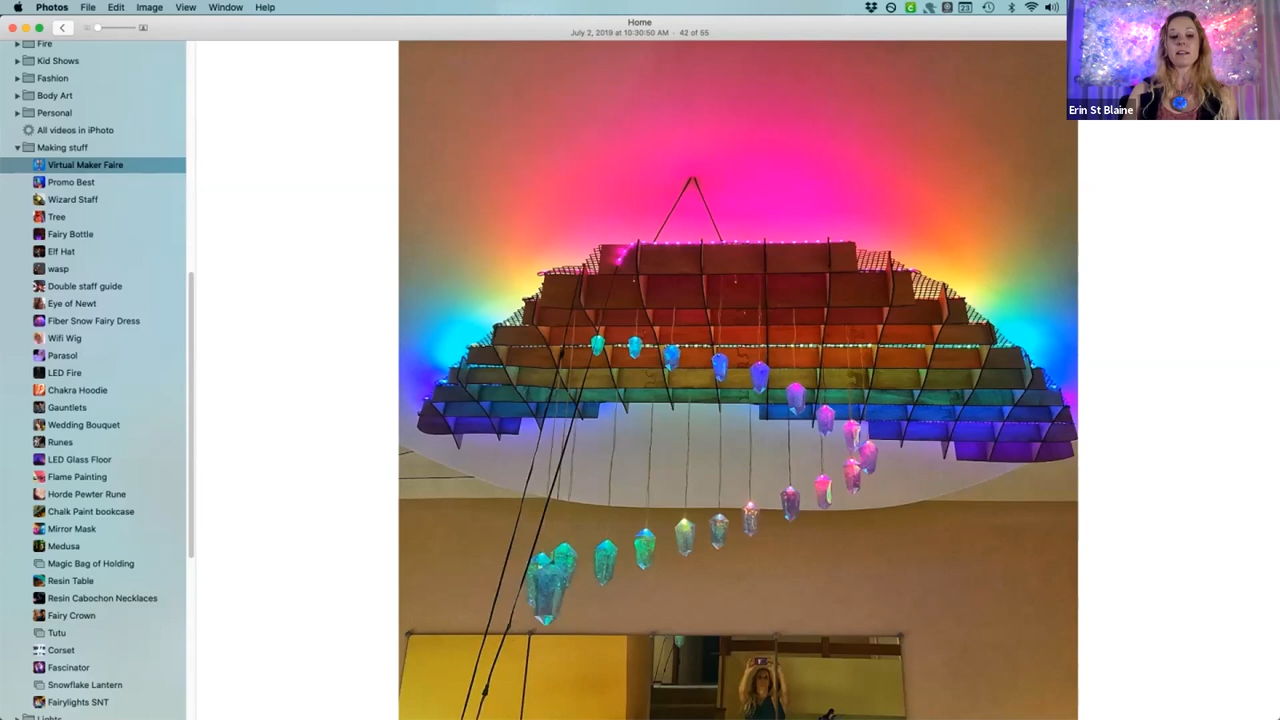 Photos File Edit Image View Window Help
23
Home
July 2, 2019 at 10:30:50 AM · 42 of 55
Fire
Kid Shows
Fashion
Body Art
Personal
All videos in iPhoto
Making stuff
Virtual Maker Faire
Promo Best
Wizard Staff
Tree
Fairy Bottle
Elf Hat
wasp
Double staff guide
Eye of Newt
Fiber Snow Fairy Dress
Wifi Wig
Parasol
LED Fire
Chakra Hoodie
Gauntlets
Wedding Bouquet
Runes
LED Glass Floor
Flame Painting
Horde Pewter Rune
Chalk Paint bookcase
Mirror Mask
Medusa
Magic Bag of Holding
Resin Table
Resin Cabochon Necklaces
Fairy Crown
Tutu
Corset
Fascinator
Snowflake Lantern
Fairylights SNT
Lights
Erin St Blaine